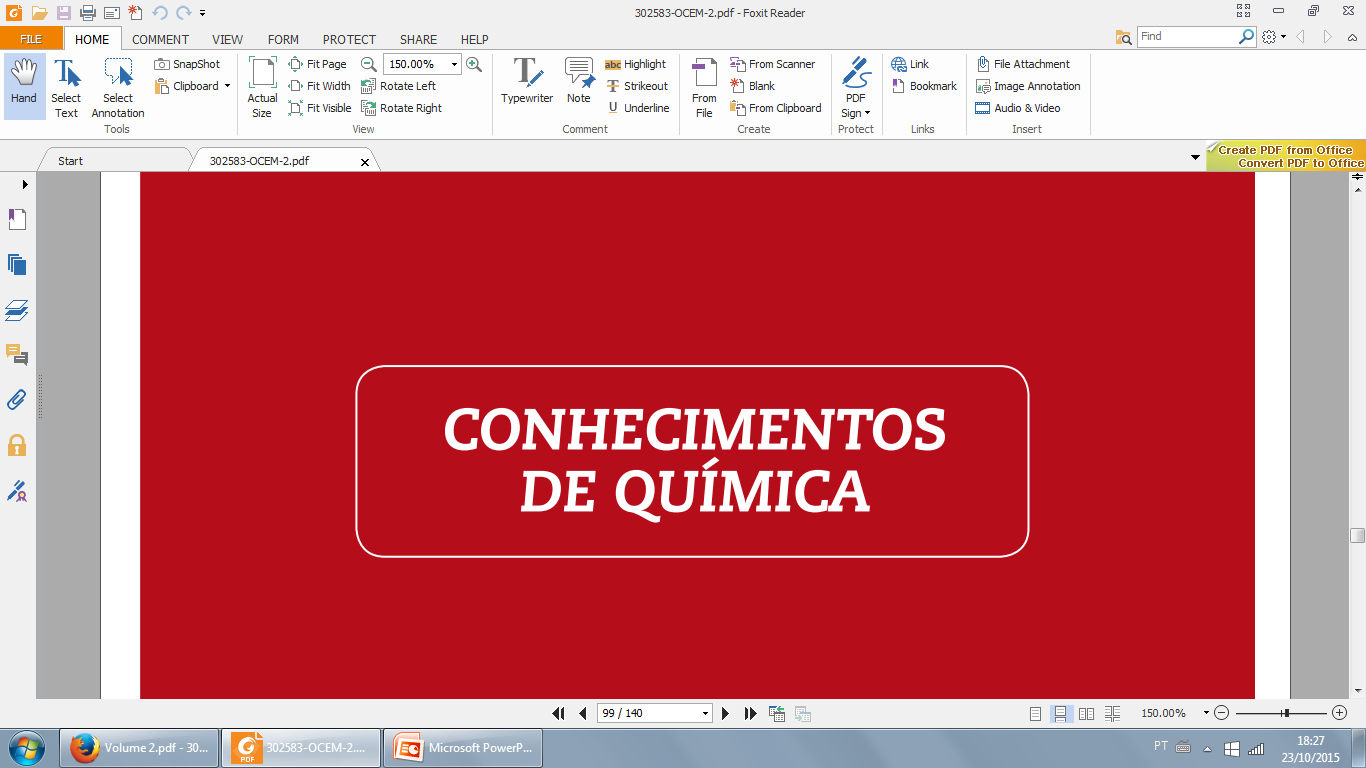 302583-OCEM-2.pdf - Foxit Reader
FILE HOME COMMENT VIEW FORM PROTECT SHARE HELP
Find
Hand
Select Text
Select Annotation
SnapShot
Clipboard
Tools
Actual Size
Fit Page
Fit Width
Fit Visible
150.00%
Rotate Left
Rotate Right
View
Typewriter
Note
Highlight
Strikeout
Underline
Comment
From File
From Scanner
Blank
From Clipboard
Create
PDF Sign
Protect
Link
Bookmark
Links
File Attachment
Image Annotation
Audio & Video
Insert
Start
302583-OCEM-2.pdf
Create PDF from Office
Convert PDF to Office
CONHECIMENTOS
DE QUÍMICA
99 / 140
150.00%
Volume 2.pdf - 30...
302583-OCEM-2....
Microsoft PowerP...
PT
18:27
23/10/2015